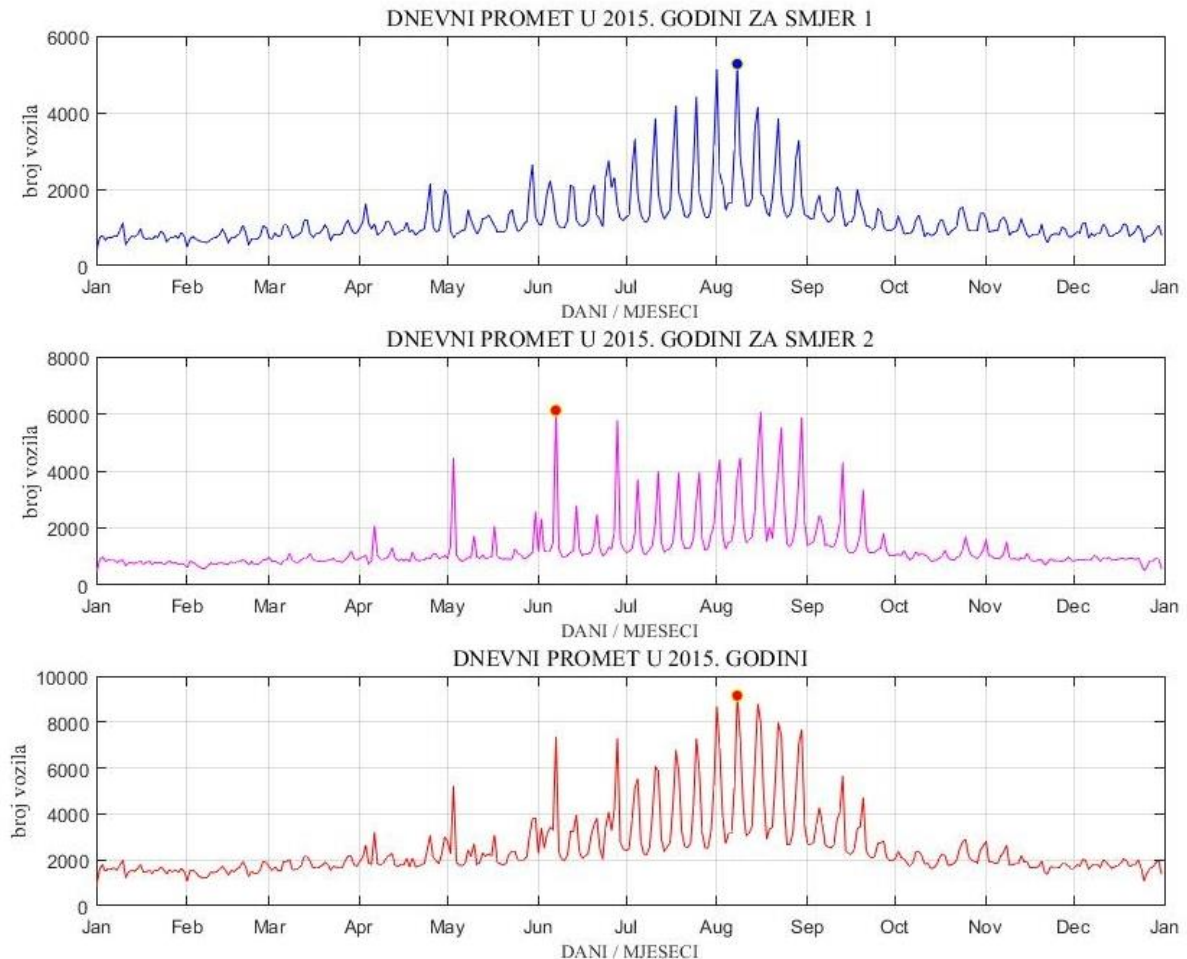 DNEVNI PROMET U 2015. GODINI ZA SMJER 1
6000
4000
2000
0
broj vozila
Jan Feb Mar Apr May Jun Jul Aug Sep Oct Nov Dec Jan
DANI / MJESECI
DNEVNI PROMET U 2015. GODINI ZA SMJER 2
8000
6000
4000
2000
0
broj vozila
Jan Feb Mar Apr May Jun Jul Aug Sep Oct Nov Dec Jan
DANI / MJESECI
DNEVNI PROMET U 2015. GODINI
10000
8000
6000
4000
2000
0
broj vozila
Jan Feb Mar Apr May Jun Jul Aug Sep Oct Nov Dec Jan
DANI / MJESECI